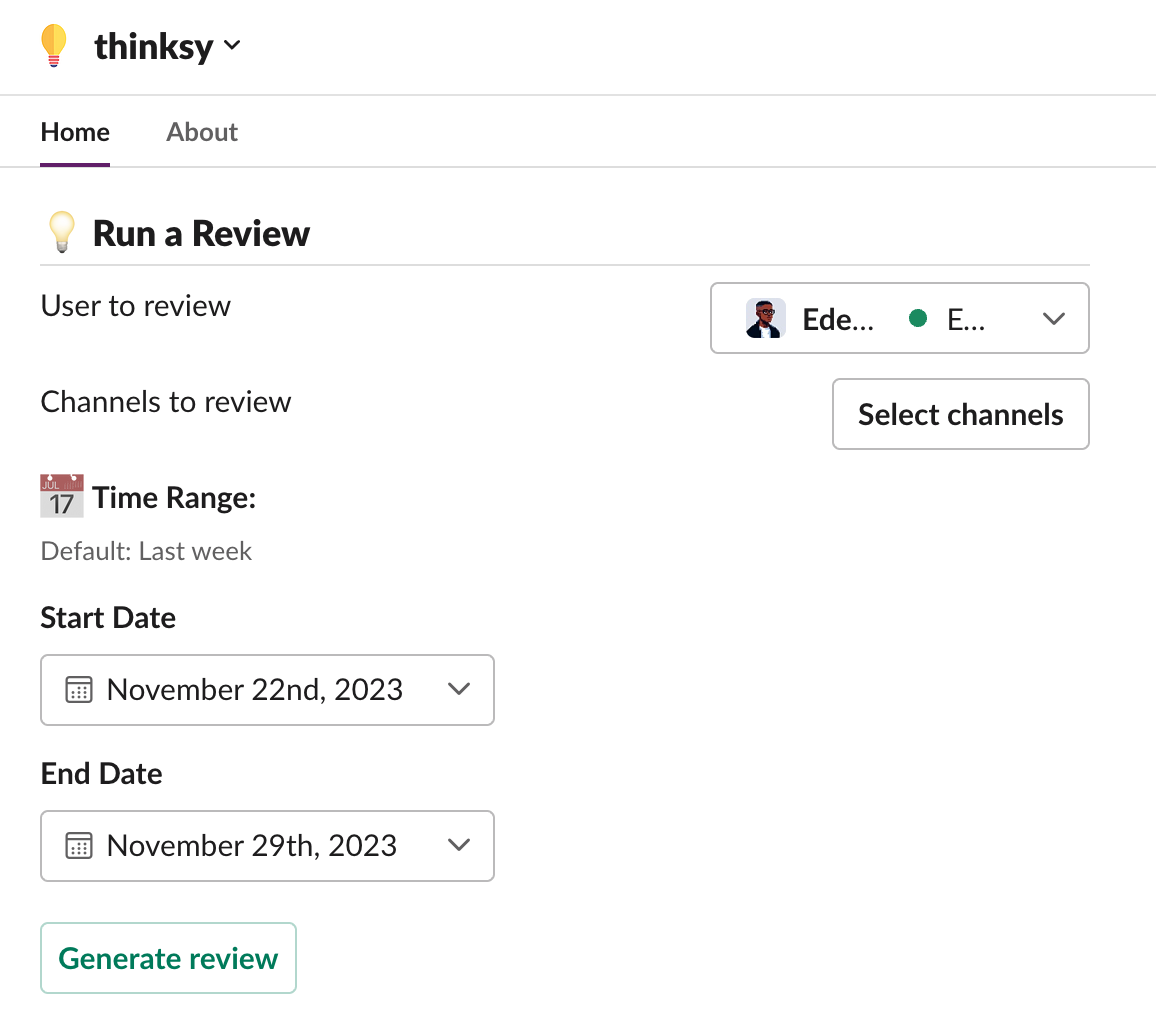 thinksy
Home About
Run a Review
User to review
Ede... E...
Channels to review
Select channels
JUL
17
Time Range:
Default: Last week
Start Date
November 22nd, 2023
End Date
November 29th, 2023
Generate review